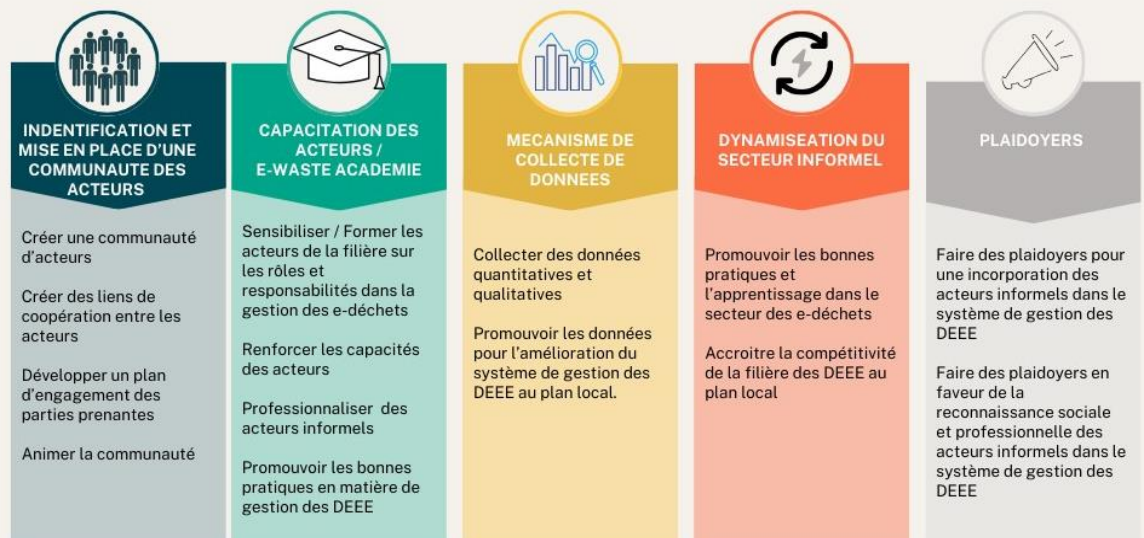 INDENTIFICATION ET
MISE EN PLACE D'UNE
COMMUNAUTE DES
ACTEURS
Créer une communauté
d'acteurs
Créer des liens de
coopération entre les
acteurs
Développer un plan
d'engagement des
parties prenantes
Animer la communauté
CAPACITATION DES
ACTEURS /
E-WASTE ACADEMIE
Sensibiliser / Former les
acteurs de la filière sur
les rôles et
responsabilités dans la
gestion des e-déchets
Renforcer les capacités
des acteurs
Professionnaliser des
acteurs informels
Promouvoir les bonnes
pratiques en matière de
gestion des DEEE
MECANISME DE
COLLECTE DE
DONNEES
Collecter des données
quantitatives et
qualitatives
Promouvoir les données
pour l'amélioration du
système de gestion des
DEEE au plan local.
DYNAMISEATION DU
SECTEUR INFORMEL
Promouvoir les bonnes
pratiques et
l'apprentissage dans le
secteur des e-déchets
Accroitre la compétitivité
de la filière des DEEE au
plan local
PLAIDOYERS
Faire des plaidoyers pour
une incorporation des
acteurs informels dans le
système de gestion des
DEEE
Faire des plaidoyers en
faveur de la
reconnaissance sociale
et professionnelle des
acteurs informels dans le
système de gestion des
DEEE